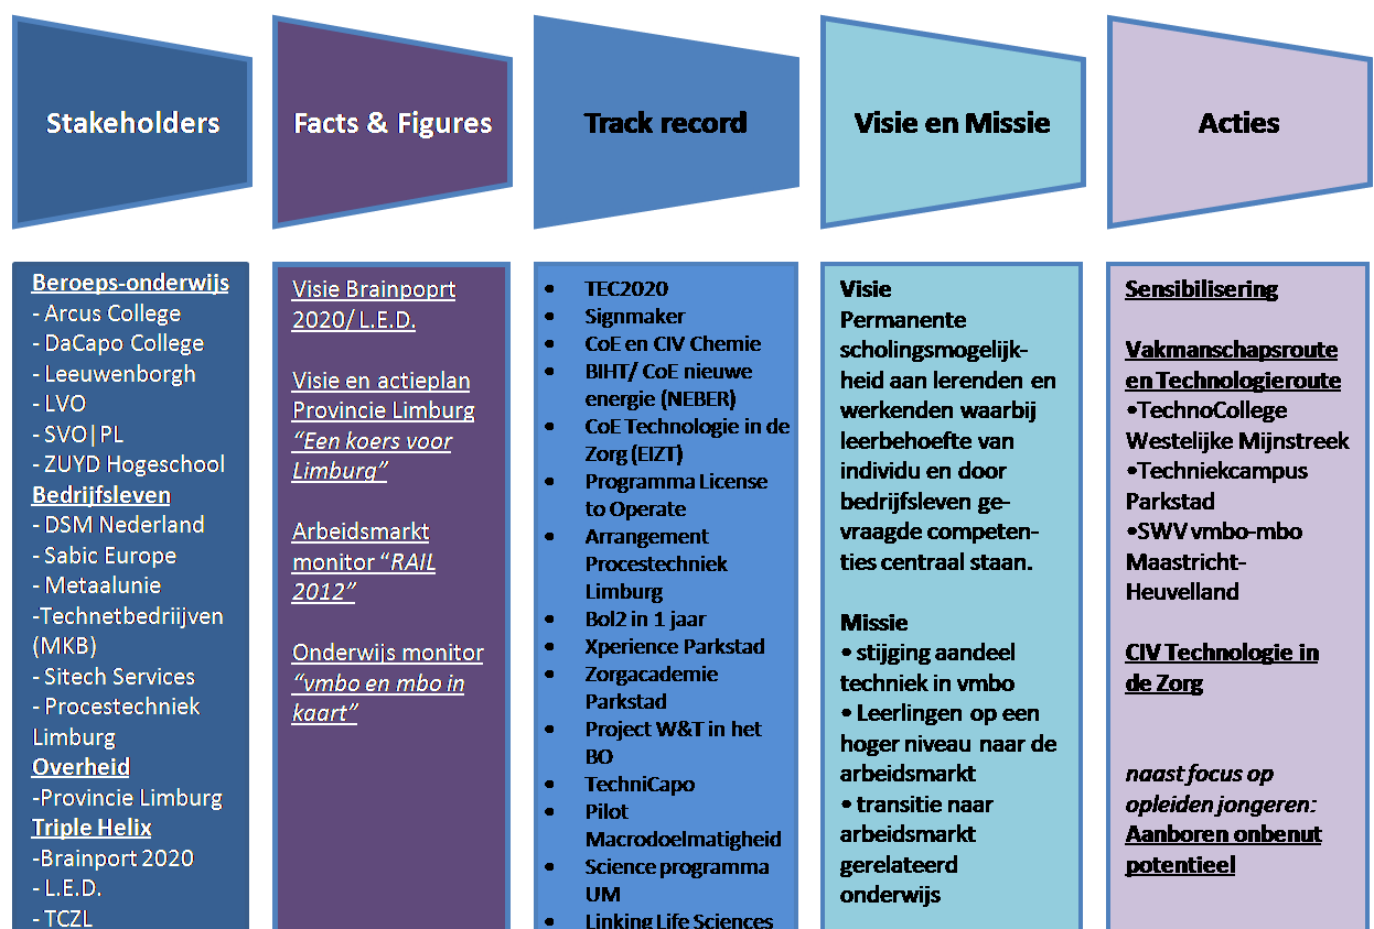 Stakeholders
Facts & Figures
Track record
Visie en Missie
Acties
Beroeps-onderwijs
- Arcus College
- DaCapo College
- Leeuwenborgh
- LVO
- SVO|PL
- ZUYD Hogeschool
Bedrijfsleven
- DSM Nederland
- Sabic Europe
- Metaalunie
-Technetbedriijven
(MKB)
- Sitech Services
- Procestechniek
Limburg
Overheid
-Provincie Limburg
Triple Helix
-Brainport 2020
- L.E.D.
- TCZL
Visie Brainpoprt
2020/ L.E.D.
Visie en actieplan
Provincie Limburg
“Een koers voor
Limburg”
Arbeidsmarkt
monitor “RAIL
2012”
Onderwijs monitor
“vmbo en mbo in
kaart”
• TEC2020
• Signmaker
• CoE en CIV Chemie
• BIHT/ CoE nieuwe
energie (NEBER)
• CoE Technologie in de
Zorg (EIZT)
• Programma License
to Operate
• Arrangement
Procestechniek
Limburg
• Bol2 in 1 jaar
• Xperience Parkstad
• Zorgacademie
Parkstad
• Project W&T in het
BO
• TechniCapo
• Pilot
Macrodoelmatigheid
• Science programma
UM
• Linking Life Sciences
Visie
Permanente
scholingsmogelijk-
heid aan lerenden en
werkenden waarbij
leerbehoefte van
individu en door
bedrijfsleven ge-
vraagde competen-
ties centraal staan.
Missie
• stijging aandeel
techniek in vmbo
• Leerlingen op een
hoger niveau naar de
arbeidsmarkt
• transitie naar
arbeidsmarkt
gerelateerd
onderwijs
Sensibilisering
Vakmanschapsroute
en Technologieroute
•TechnoCollege
Westelijke Mijnstreek
•Techniekcampus
Parkstad
•SWV vmbo-mbo
Maastricht-
Heuvelland
CIV Technologie in
de Zorg
naast focus op
opleiden jongeren:
Aanboren onbenut
potentieel